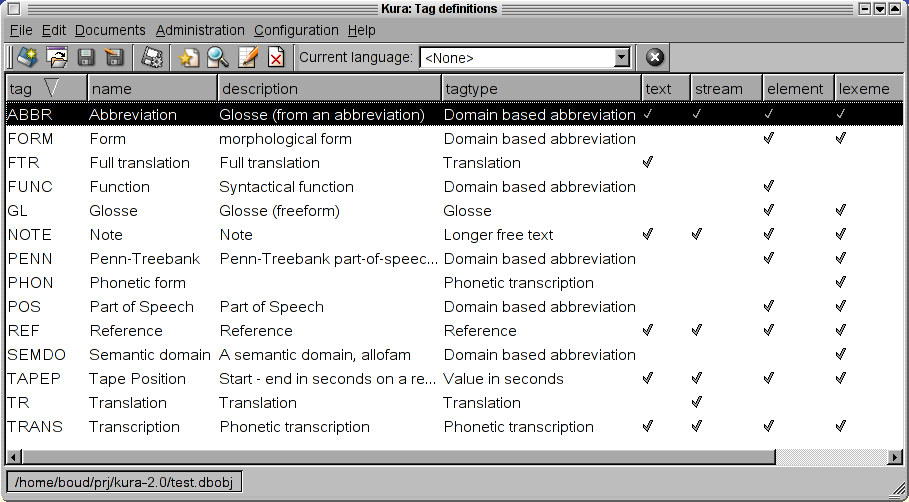 Kura: Tag definitions
File Edit Documents Administration Configuration Help
Current language: <None>
tag name description tagtype text stream element lexeme
ABBR Abbreviation Glosse (from an abbreviation) Domain based abbreviation ✓ ✓ ✓ ✓
FORM Form morphological form Domain based abbreviation ✓ ✓
FTR Full translation Full translation Translation ✓
FUNC Function Syntactical function Domain based abbreviation ✓
GL Glosse Glosse (freeform) Glosse ✓ ✓
NOTE Note Note Longer free text ✓ ✓ ✓ ✓
PENN Penn-Treebank Penn-Treebank part-of-speec... Domain based abbreviation ✓ ✓
PHON Phonetic form Phonetic transcription ✓
POS Part of Speech Part of Speech Domain based abbreviation ✓ ✓
REF Reference Reference Reference ✓ ✓ ✓ ✓
SEMDO Semantic domain A semantic domain, allofam Domain based abbreviation ✓
TAPEP Tape Position Start - end in seconds on a re... Value in seconds ✓ ✓ ✓ ✓
TR Translation Translation Translation ✓
TRANS Transcription Phonetic transcription Phonetic transcription ✓ ✓ ✓ ✓
/home/boud/prj/kura-2.0/test.dbobj